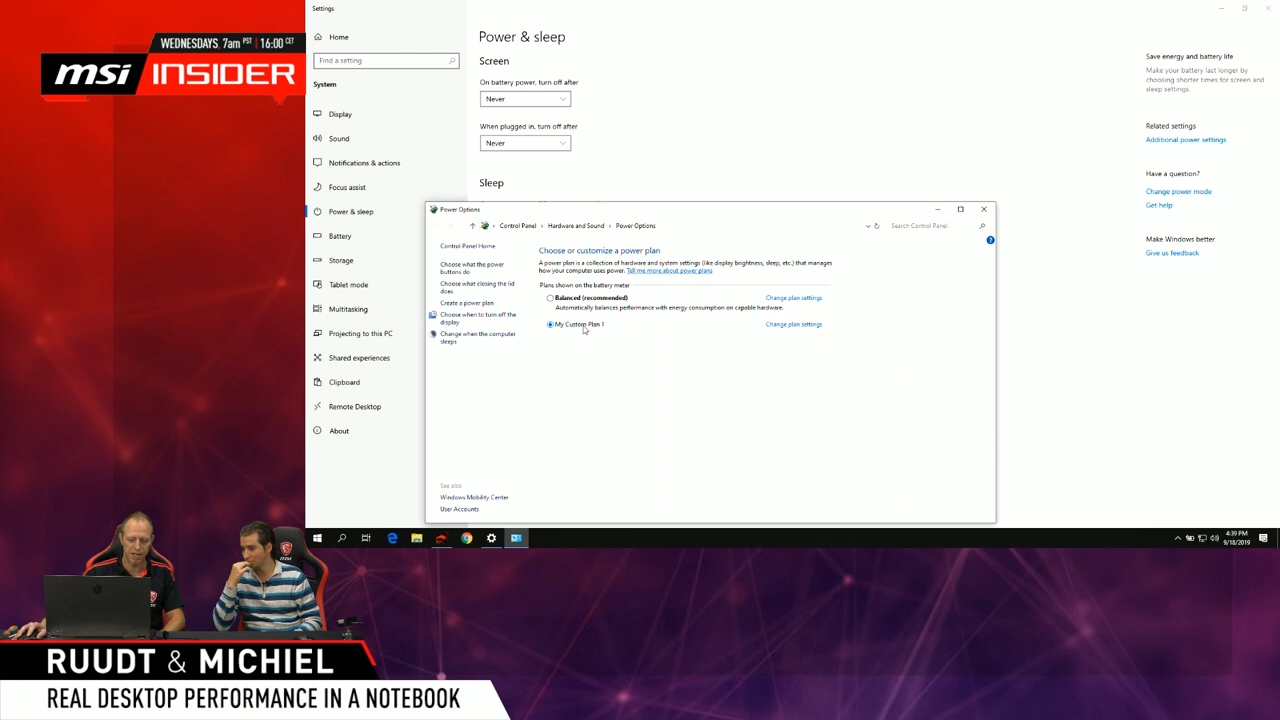 WEDNESDAYS, 7am PST | 16:00 CET
msi INSIDER
Settings
Home
Find a setting
System
Display
Sound
Notifications & actions
Focus assist
Power & sleep
Battery
Storage
Tablet mode
Multitasking
Projecting to this PC
Shared experiences
Clipboard
Remote Desktop
About
Power & sleep
Screen
On battery power, turn off after
Never
When plugged in, turn off after
Never
Sleep
Save energy and battery life
Make your battery last longer by
choosing shorter times for screen and
sleep settings.
Related settings
Additional power settings
Have a question?
Change power mode
Get help
Make Windows better
Give us feedback
Power Options
Control Panel > Hardware and Sound > Power Options
Search Control Panel
Control Panel Home
Choose what the power
buttons do
Choose what closing the lid
does
Create a power plan
Choose when to turn off the
display
Change when the computer
sleeps
See also
Windows Mobility Center
User Accounts
Choose or customize a power plan
A power plan is a collection of hardware and system settings (like display brightness, sleep, etc.) that manages
how your computer uses power. Tell me more about power plans
Plans shown on the battery meter
Balanced (recommended) Change plan settings
Automatically balances performance with energy consumption on capable hardware.
My Custom Plan 1 Change plan settings
4:39 PM
9/18/2019
RUUDT & MICHIEL
REAL DESKTOP PERFORMANCE IN A NOTEBOOK